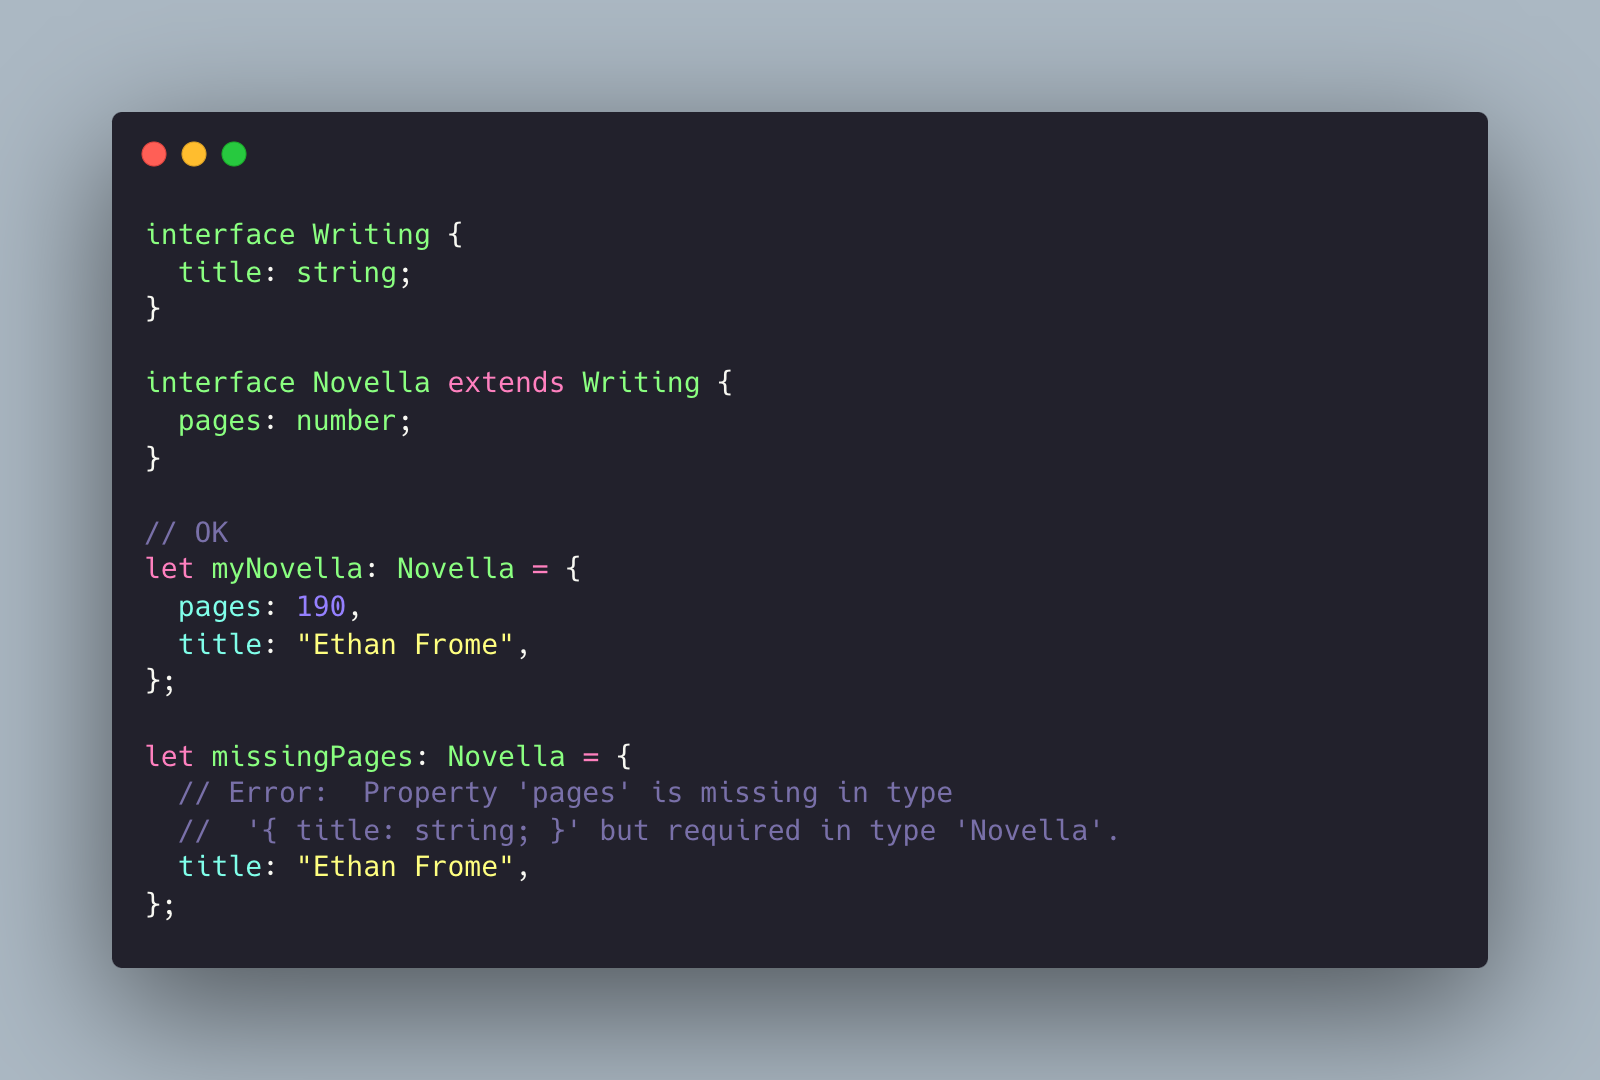 interface Writing {
  title: string;
}

interface Novella extends Writing {
  pages: number;
}

// OK
let myNovella: Novella = {
  pages: 190,
  title: "Ethan Frome",
};

let missingPages: Novella = {
  // Error:  Property 'pages' is missing in type
  //  '{ title: string; }' but required in type 'Novella'.
  title: "Ethan Frome",
};